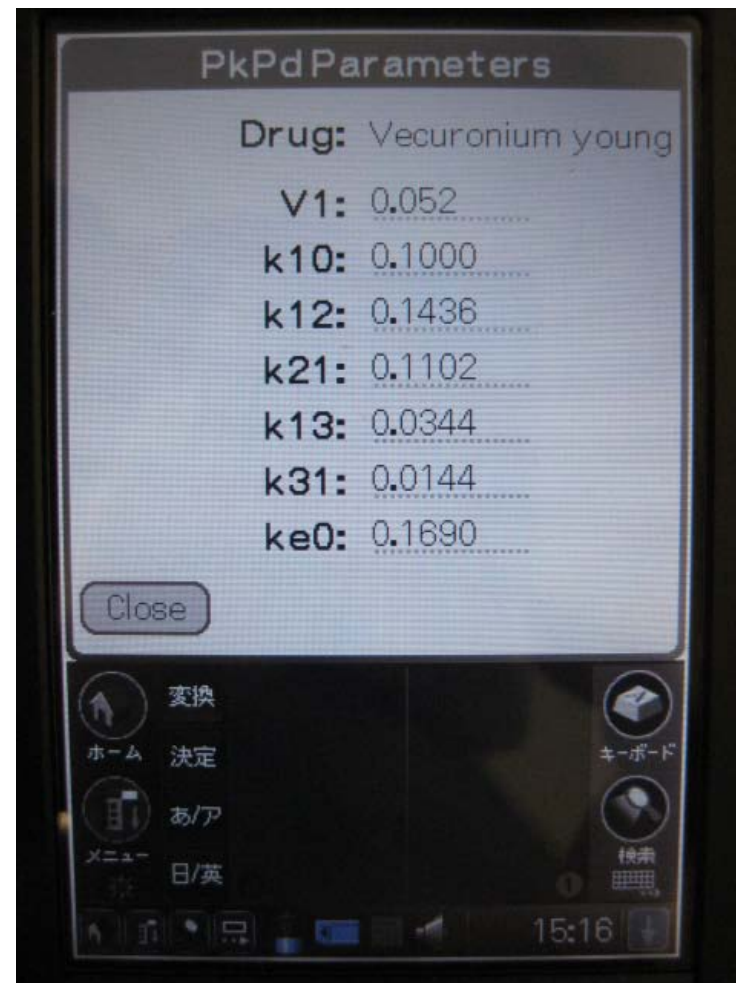 PkPd Parameters
Drug: Vecuronium young
V1: 0.052
k10: 0.1000
k12: 0.1436
k21: 0.1102
k13: 0.0344
k31: 0.0144
ke0: 0.1690
Close
変換
ホーム
決定
キーボード
あ/ア
メニュー
日/英
検索
15:16